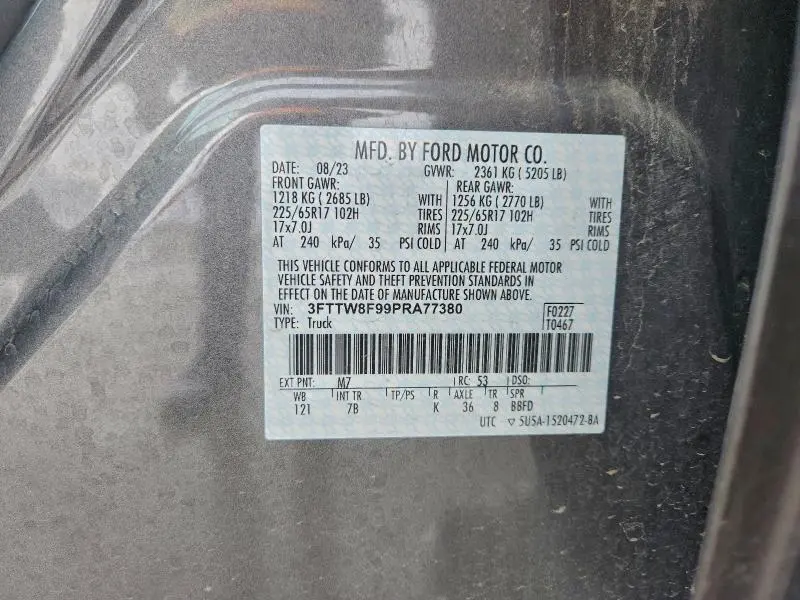 MFD. BY FORD MOTOR CO.
DATE: 08/23 GVWR: 2361 KG ( 5205 LB)
FRONT GAWR: REAR GAWR:
1218 KG ( 2685 LB) WITH 1256 KG ( 2770 LB) WITH
225/65R17 102H TIRES 225/65R17 102H TIRES
17x7.0J RIMS 17x7.0J RIMS
AT 240 kPa/ 35 PSI COLD AT 240 kPa/ 35 PSI COLD
THIS VEHICLE CONFORMS TO ALL APPLICABLE FEDERAL MOTOR
VEHICLE SAFETY AND THEFT PREVENTION STANDARDS IN
EFFECT ON THE DATE OF MANUFACTURE SHOWN ABOVE.
VIN: 3FTTW8F99PRA77380 F0227
TYPE: Truck T0467
EXT PNT: M7 RC: 53 DSO:
WB INT TR TP/PS R AXLE TR SPR
121 7B K 36 8 BBFD
UTC ▽ 5U5A-1520472-BA